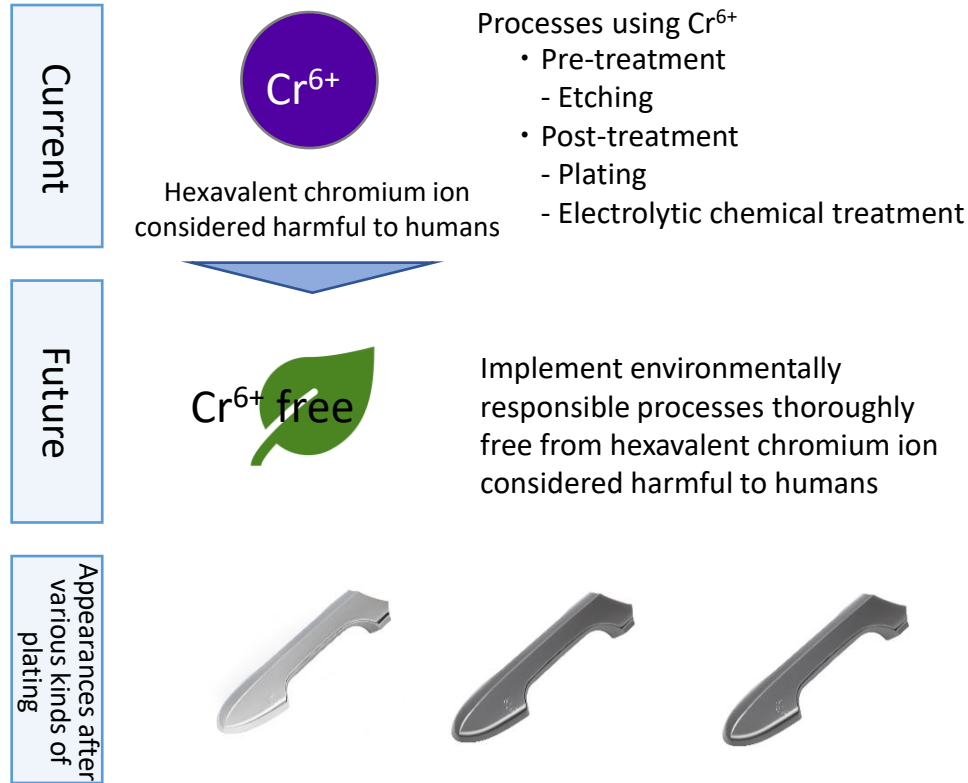 Current
Cr⁶⁺
Hexavalent chromium ion
considered harmful to humans
Processes using Cr⁶⁺
・ Pre-treatment
- Etching
・ Post-treatment
- Plating
- Electrolytic chemical treatment
Future
Cr⁶⁺ free
Implement environmentally
responsible processes thoroughly
free from hexavalent chromium ion
considered harmful to humans
Appearances after
various kinds of
plating